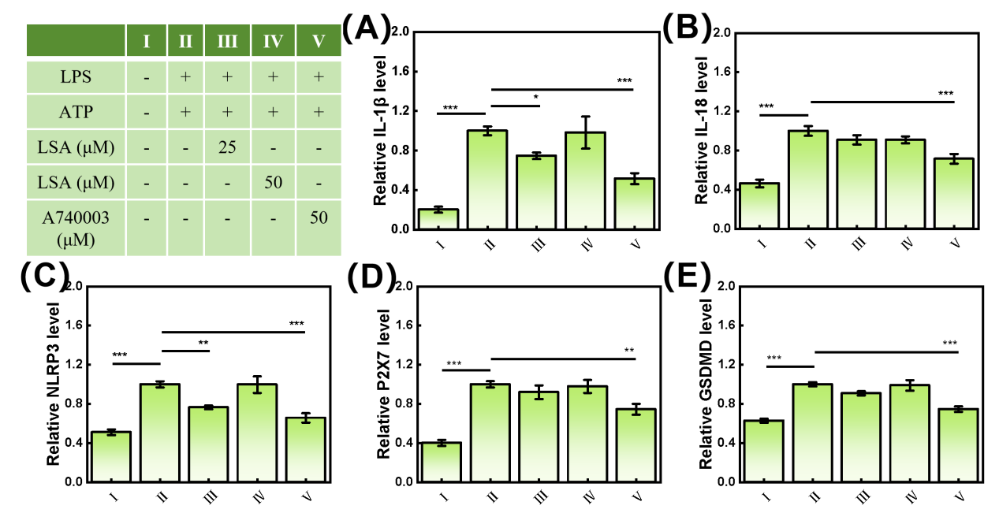 I II III IV V
LPS - + + + +
ATP - + + + +
LSA (μM) - - 25 - -
LSA (μM) - - - 50 -
A740003 (μM) - - - - 50
(A)
Relative IL-1β level
2.0
1.6
1.2
0.8
0.4
0.0
***
*
***
I II III IV V
(B)
Relative IL-18 level
2.0
1.6
1.2
0.8
0.4
0.0
***
***
I II III IV V
(C)
Relative NLRP3 level
2.0
1.6
1.2
0.8
0.4
0.0
***
**
***
I II III IV V
(D)
Relative P2X7 level
2.0
1.6
1.2
0.8
0.4
0.0
***
**
I II III IV V
(E)
Relative GSDMD level
2.0
1.6
1.2
0.8
0.4
0.0
***
***
I II III IV V